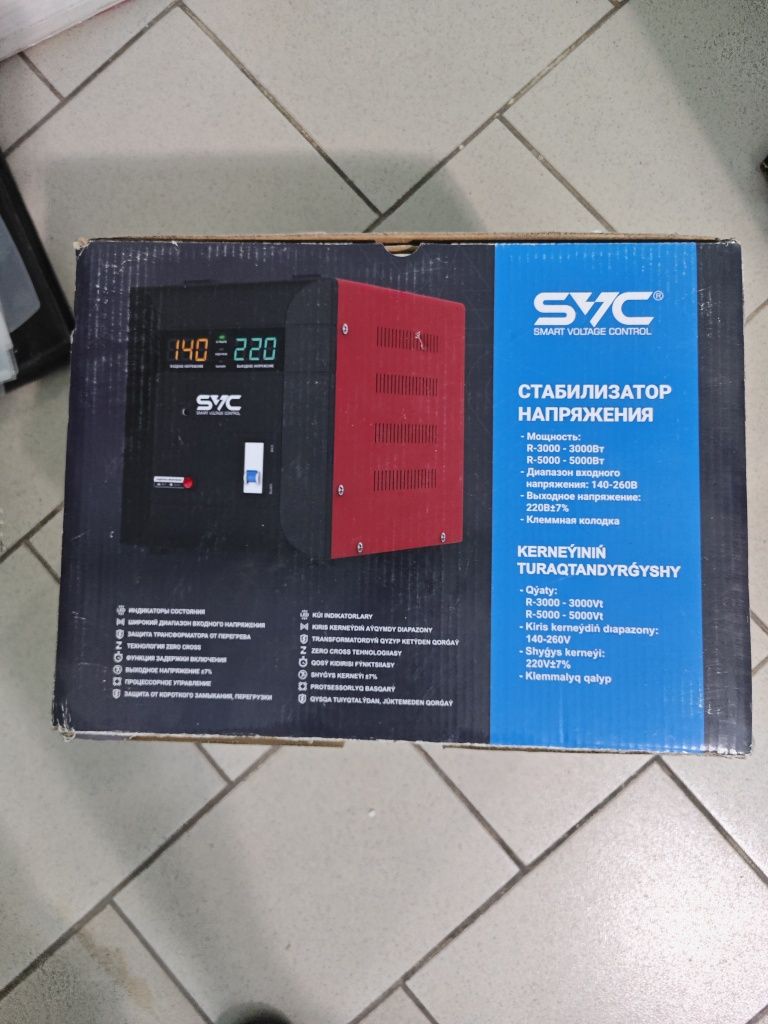 140 220
ВХОДНОЕ НАПРЯЖЕНИЕ ВЫХОДНОЕ НАПРЯЖЕНИЕ
SVC
SMART VOLTAGE CONTROL
ИНДИКАТОРЫ СОСТОЯНИЯ
ШИРОКИЙ ДИАПАЗОН ВХОДНОГО НАПРЯЖЕНИЯ
ЗАЩИТА ТРАНСФОРМАТОРА ОТ ПЕРЕГРЕВА
ТЕХНОЛОГИЯ ZERO CROSS
ФУНКЦИЯ ЗАДЕРЖКИ ВКЛЮЧЕНИЯ
ВЫХОДНОЕ НАПРЯЖЕНИЕ ±7%
ПРОЦЕССОРНОЕ УПРАВЛЕНИЕ
ЗАЩИТА ОТ КОРОТКОГО ЗАМЫКАНИЯ, ПЕРЕГРУЗКИ
KÚI INDIKATORLARY
KIRIS KERNEÝDIŃ AÝQYMDY DIAPAZONY
TRANSFORMATORDYŃ QYZYP KETÝDEN QORǴAÝ
ZERO CROSS TEHNOLOGIIASY
QOSÝ KIDIRISI FÝNKTSIIASY
SHYǴYS KERNEÝI ±7%
PROTSESSORLYQ BASQARÝ
QYSQA TUIYQTALÝDAN, JÚKTEMEDEN QORǴAÝ
SVC®
SMART VOLTAGE CONTROL
СТАБИЛИЗАТОР
НАПРЯЖЕНИЯ
- Мощность:
R-3000 - 3000Вт
R-5000 - 5000Вт
- Диапазон входного
напряжения: 140-260В
- Выходное напряжение:
220В±7%
- Клеммная колодка
KERNEÝINIŃ
TURAQTANDYRǴYSHY
- Qýaty:
R-3000 - 3000Vt
R-5000 - 5000Vt
- Kiris kerneýdiń dıapazony:
140-260V
- Shyǵys kerneýi:
220V±7%
- Klemmalyq qalyp